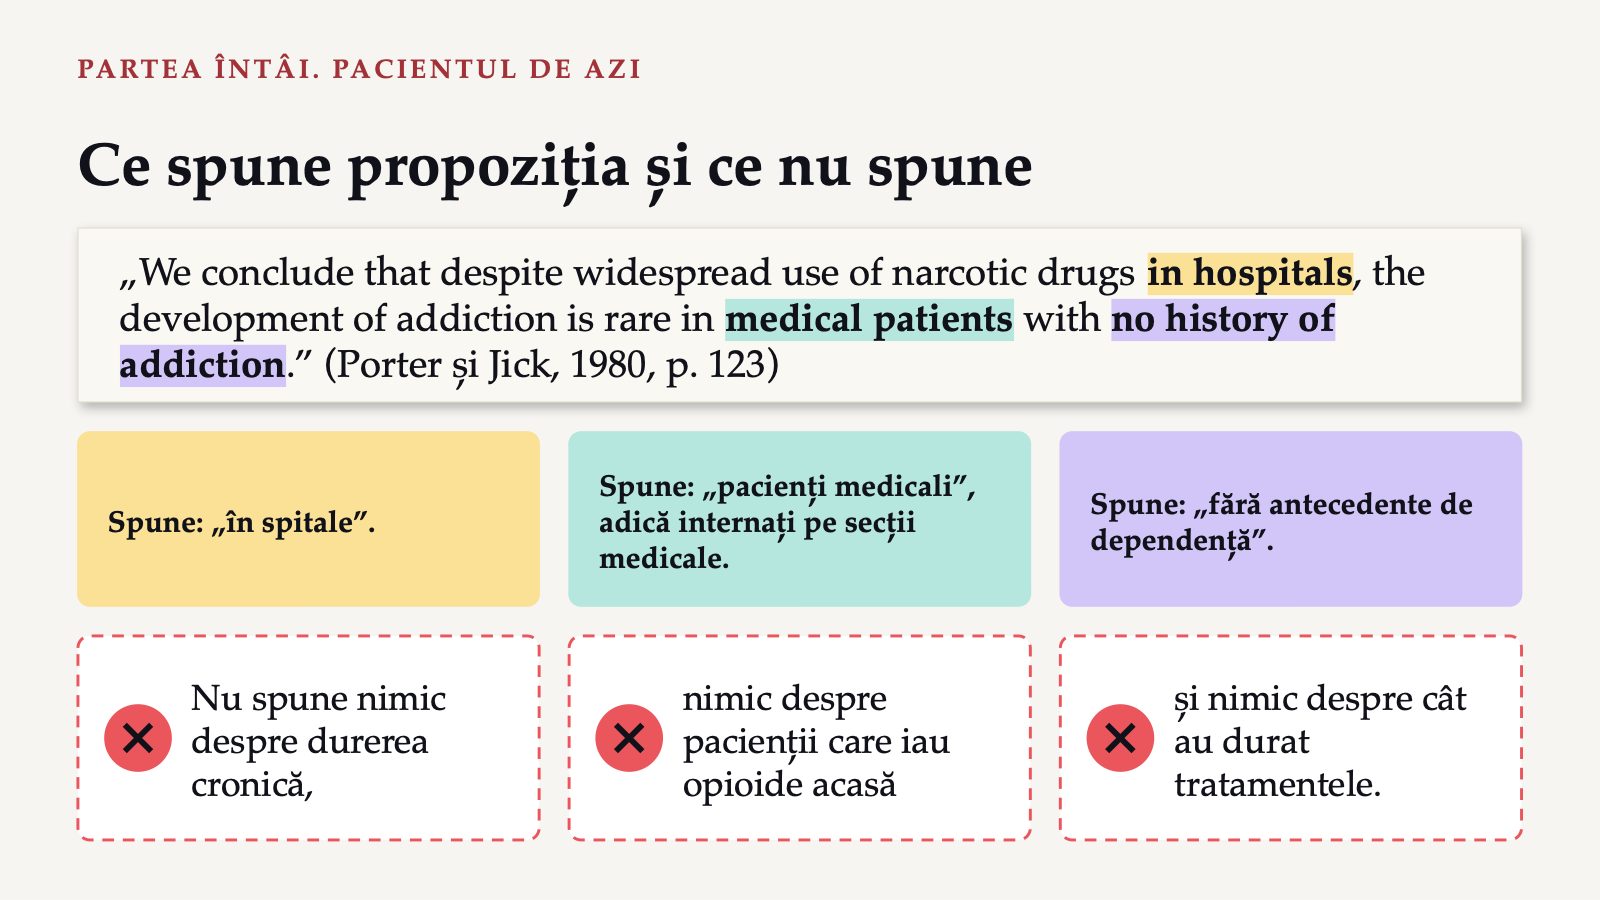 PARTEA ÎNTÂI. PACIENTUL DE AZI
Ce spune propoziția și ce nu spune
„We conclude that despite widespread use of narcotic drugs in hospitals, the
development of addiction is rare in medical patients with no history of
addiction.” (Porter și Jick, 1980, p. 123)
Spune: „în spitale”.
Spune: „pacienți medicali”,
adică internați pe secții
medicale.
Spune: „fără antecedente de
dependență”.
Nu spune nimic
despre durerea
cronică,
nimic despre
pacienții care iau
opioide acasă
și nimic despre cât
au durat
tratamentele.